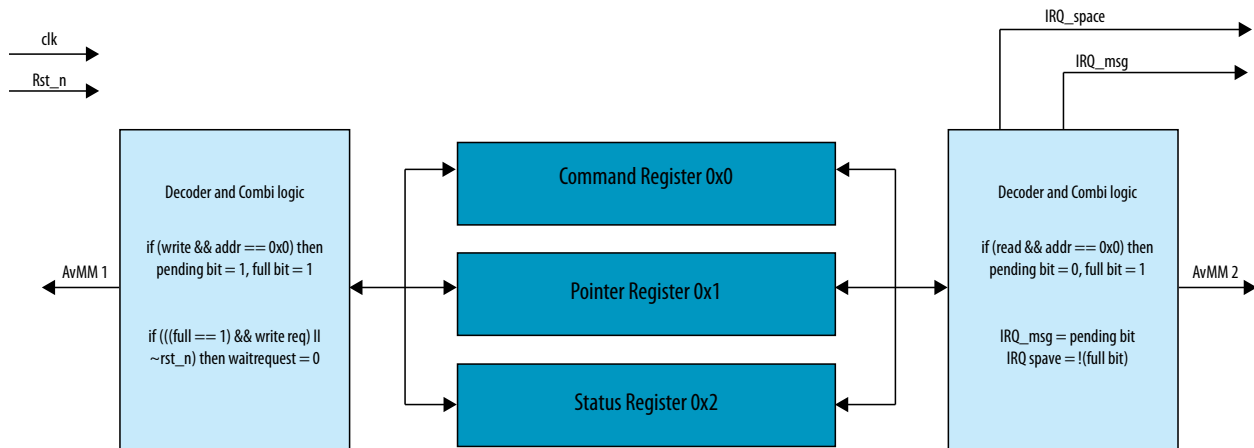 IRQ_space
clk
IRQ_msg
Rst_n
Decoder and Combi logic
if (write && addr == 0x0) then
pending bit = 1, full bit = 1
if (((full == 1) && write req) ll
~rst_n) then waitrequest = 0
AvMM 1
Command Register 0x0
Pointer Register 0x1
Status Register 0x2
Decoder and Combi logic
if (read && addr == 0x0) then
pending bit = 0, full bit = 1
IRQ_msg = pending bit
IRQ spave = !(full bit)
AvMM 2